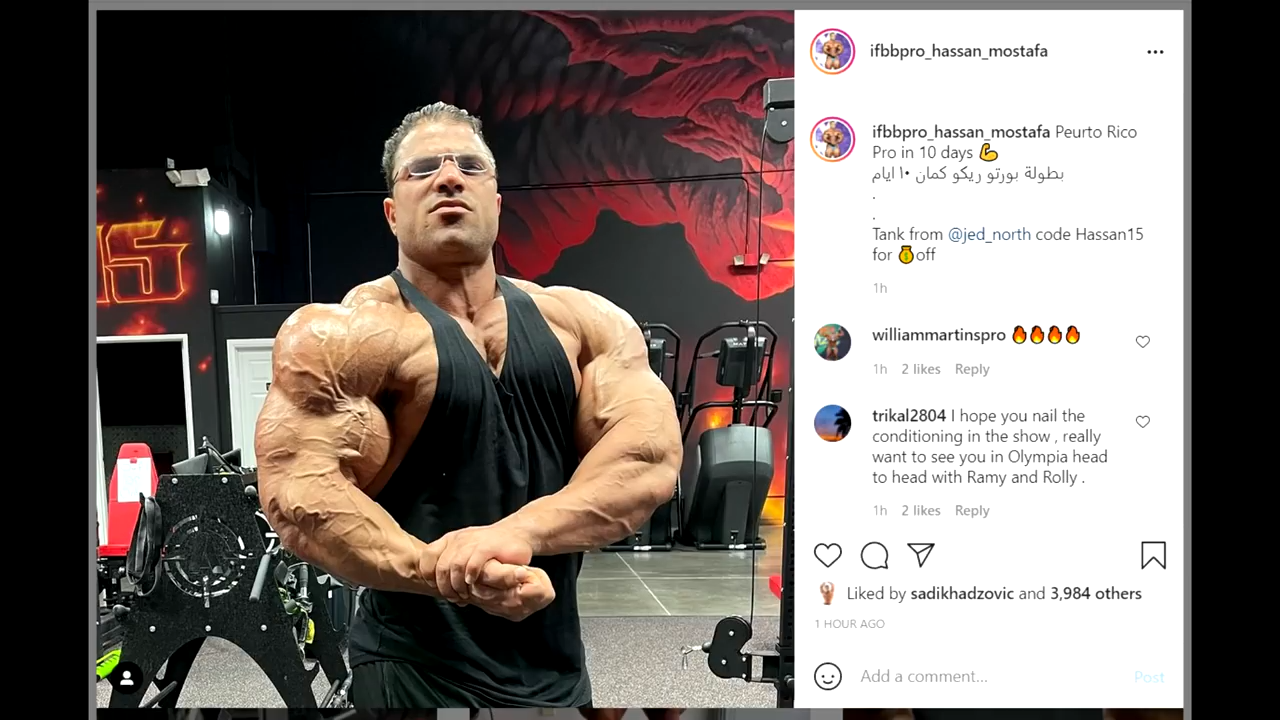 ifbbpro_hassan_mostafa
ifbbpro_hassan_mostafa Peurto Rico
Pro in 10 days 💪
بطولة بورتو ريكو كمان ١٠ ايام
.
.
Tank from @jed_north code Hassan15
for 💰off
1h
williammartinspro 🔥🔥🔥🔥
1h 2 likes Reply
trikal2804 I hope you nail the
conditioning in the show , really
want to see you in Olympia head
to head with Ramy and Rolly .
1h 2 likes Reply
Liked by sadikhadzovic and 3,984 others
1 HOUR AGO
Add a comment... Post